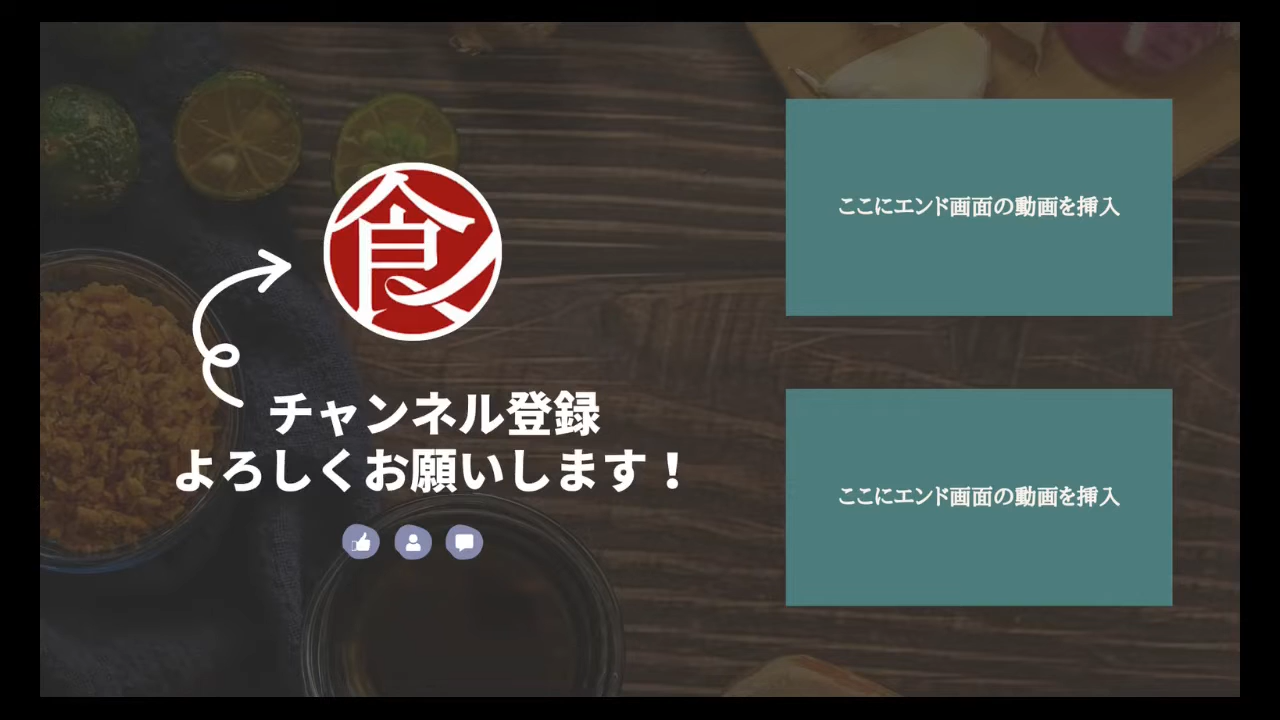 食
チャンネル登録
よろしくお願いします！
ここにエンド画面の動画を挿入
ここにエンド画面の動画を挿入